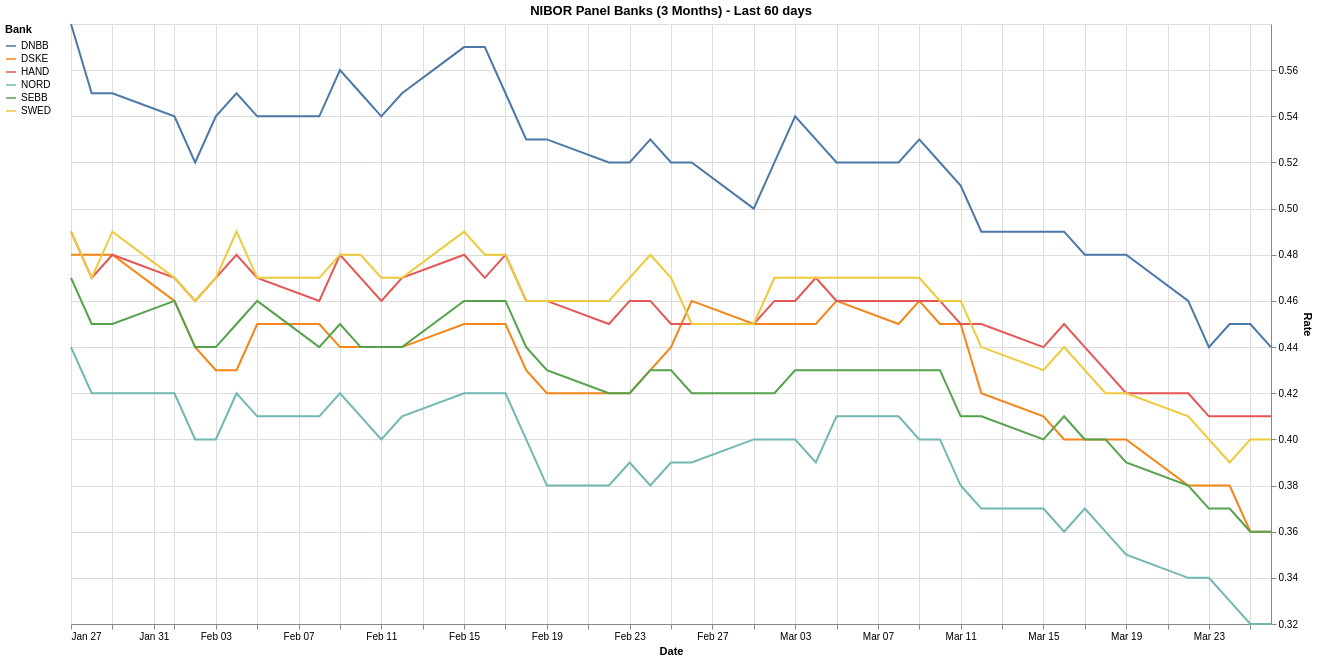 NIBOR Panel Banks (3 Months) - Last 60 days
Bank
DNBB
DSKE
HAND
NORD
SEBB
SWED
0.56
0.54
0.52
0.50
0.48
0.46
0.44
0.42
0.40
0.38
0.36
0.34
0.32
Rate
Jan 27 Jan 31 Feb 03 Feb 07 Feb 11 Feb 15 Feb 19 Feb 23 Feb 27 Mar 03 Mar 07 Mar 11 Mar 15 Mar 19 Mar 23
Date